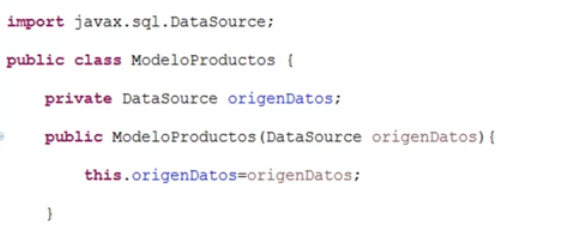 import javax.sql.DataSource;
public class ModeloProductos {
private DataSource origenDatos;
public ModeloProductos(DataSource origenDatos){
this.origenDatos=origenDatos;
}